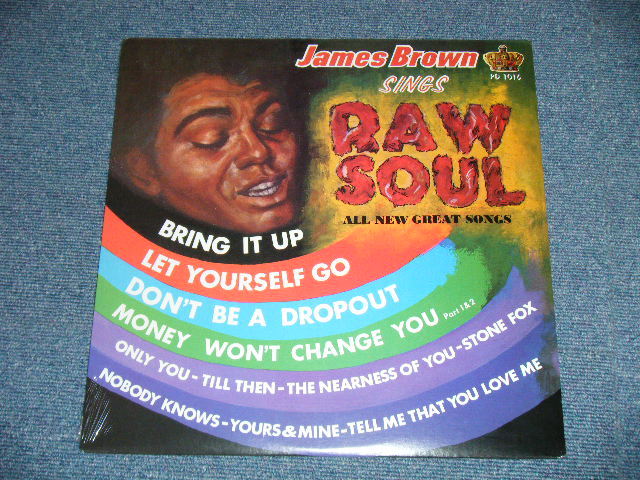 James Brown
SINGS
PD 1016
RAW
SOUL
ALL NEW GREAT SONGS
BRING IT UP
LET YOURSELF GO
DON'T BE A DROPOUT
MONEY WON'T CHANGE YOU Part 1 & 2
ONLY YOU - TILL THEN - THE NEARNESS OF YOU - STONE FOX
NOBODY KNOWS - YOURS & MINE - TELL ME THAT YOU LOVE ME